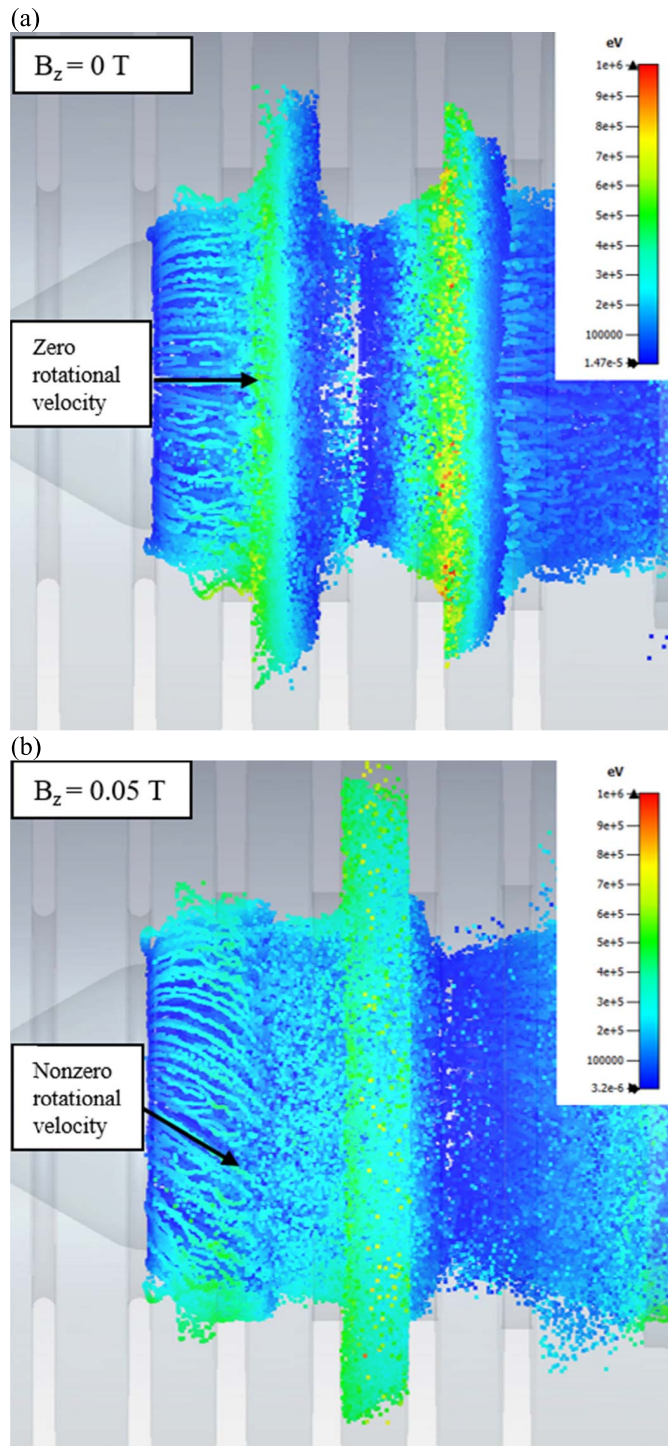 (a)
B_z = 0 T
eV
1e+6
9e+5
8e+5
7e+5
6e+5
5e+5
4e+5
3e+5
2e+5
100000
1.47e-5
Zero
rotational
velocity
(b)
B_z = 0.05 T
eV
1e+6
9e+5
8e+5
7e+5
6e+5
5e+5
4e+5
3e+5
2e+5
100000
3.2e-6
Nonzero
rotational
velocity